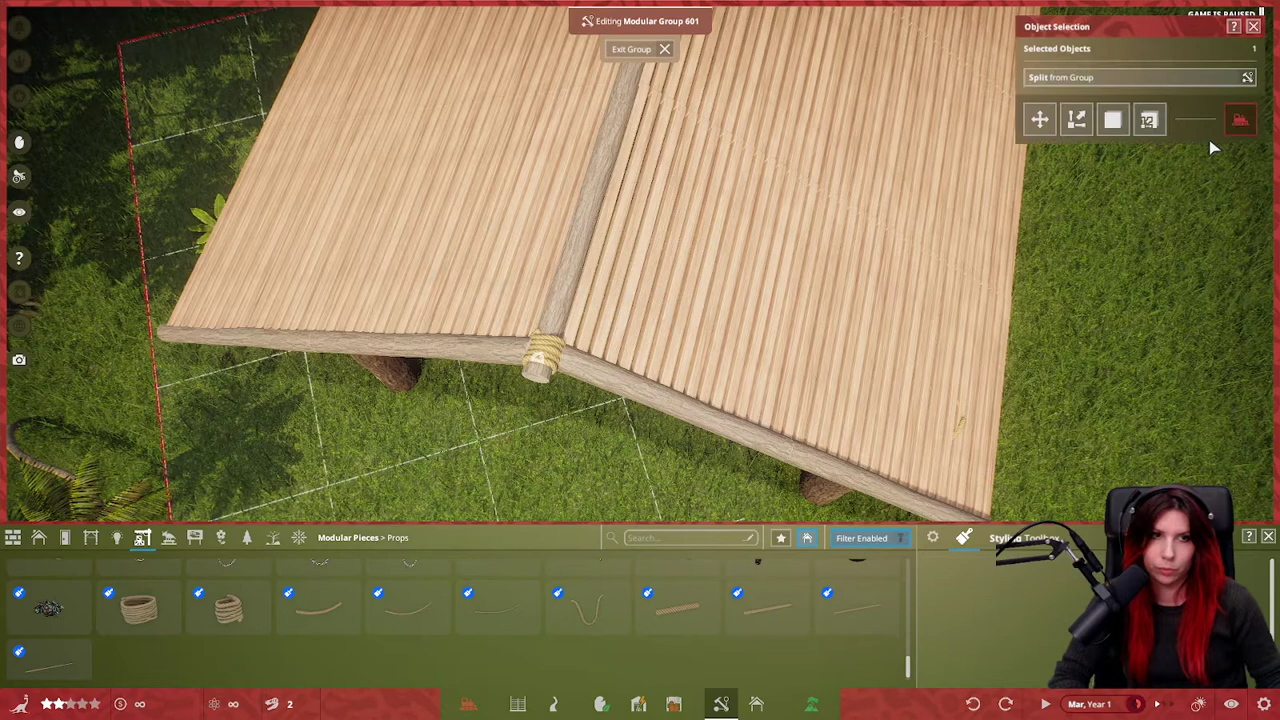 Editing Modular Group 601
Exit Group
GAME IS PAUSED
Object Selection
?
Selected Objects 1
Split from Group
?
Modular Pieces > Props
Search...
Filter Enabled
?
∞
∞
2
Mar, Year 1